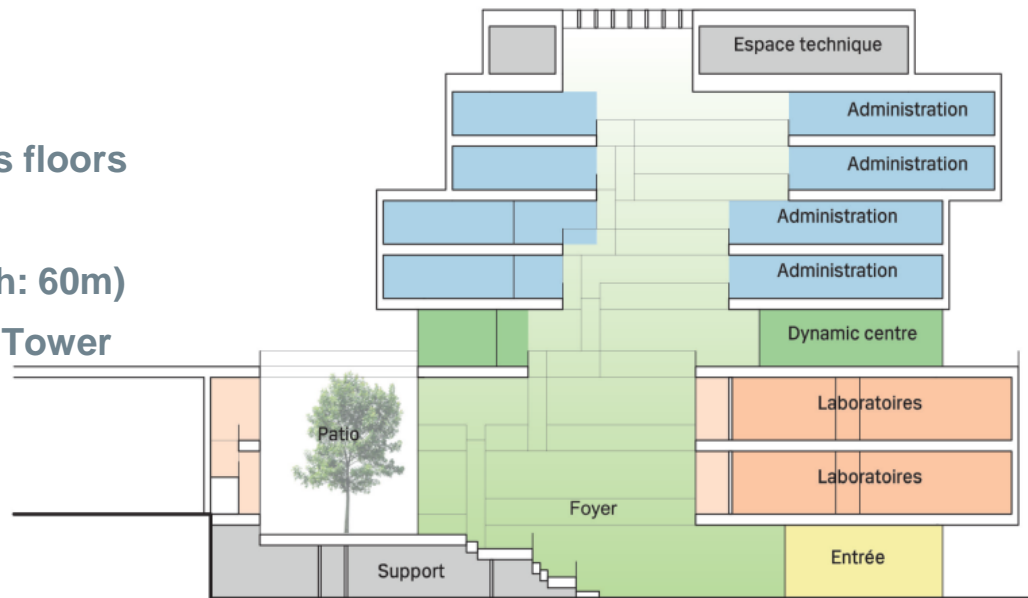 s floors
h: 60m)
Tower
Espace technique
Administration
Administration
Administration
Administration
Dynamic centre
Laboratoires
Patio
Laboratoires
Foyer
Entrée
Support